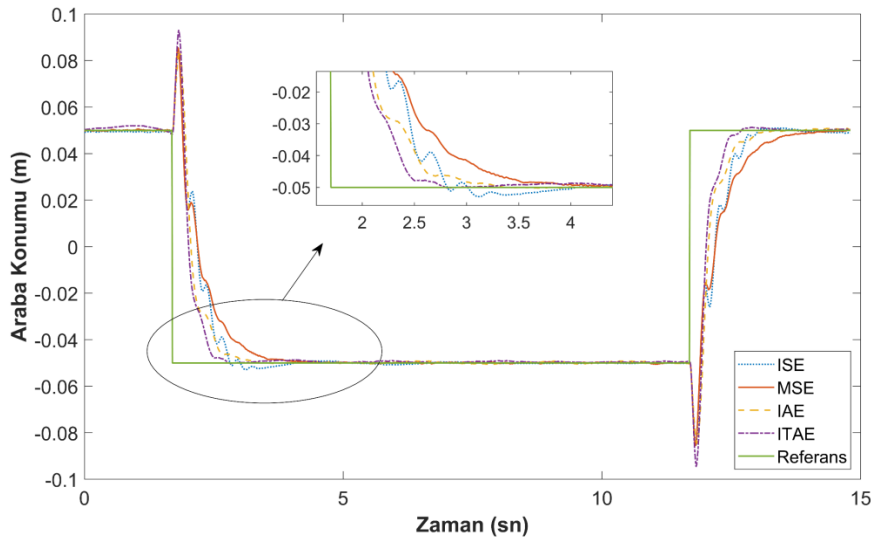 0.1
0.08
0.06
0.04
0.02
0
-0.02
-0.04
-0.06
-0.08
-0.1
Araba Konumu (m)
-0.02
-0.03
-0.04
-0.05
2 2.5 3 3.5 4
ISE
MSE
IAE
ITAE
Referans
0 5 10 15
Zaman (sn)